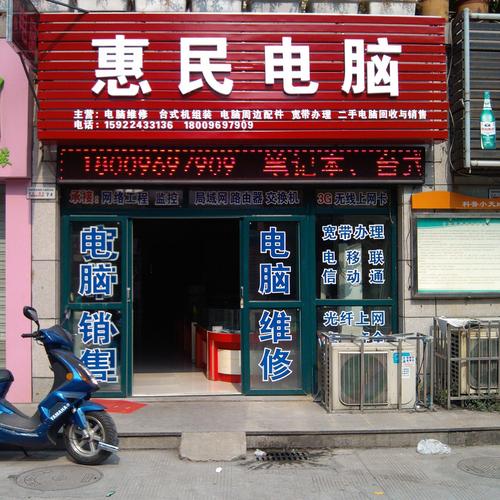 惠民电脑
主营：电脑维修 台式机组装 电脑周边配件 宽带办理 二手电脑回收与销售
电话：15922433136 18009697909
18009697909 笔记本、台式
承接：网络工程 监控 局域网路由器交换机 3G无线上网卡
电脑销售
电脑维修
宽带办理
电移联
信动通
光纤上网
YAMAHA